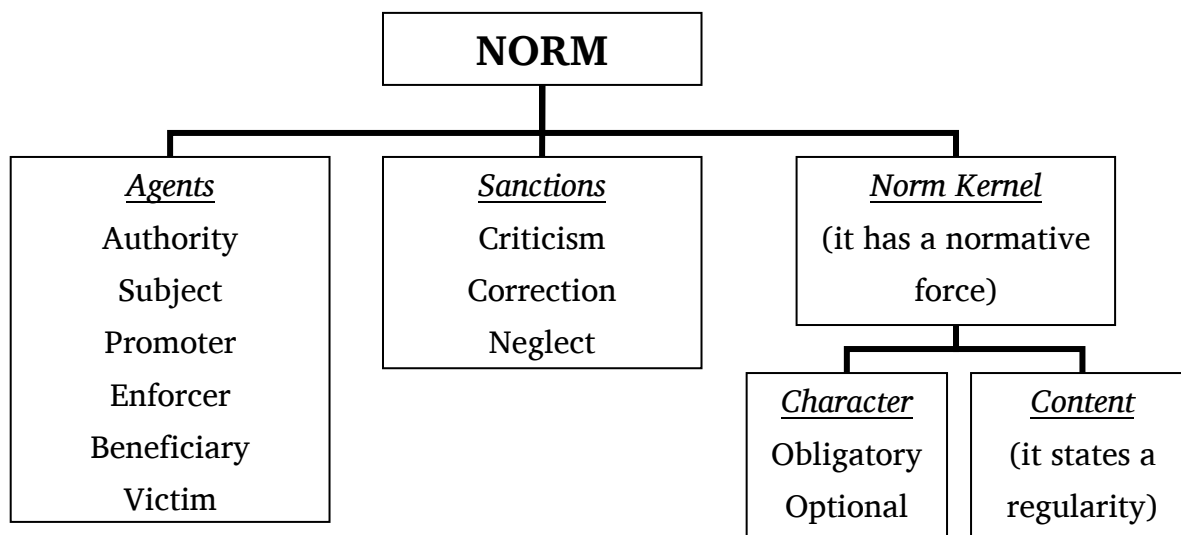 NORM
Agents
Authority
Subject
Promoter
Enforcer
Beneficiary
Victim
Sanctions
Criticism
Correction
Neglect
Norm Kernel
(it has a normative
force)
Character
Obligatory
Optional
Content
(it states a
regularity)